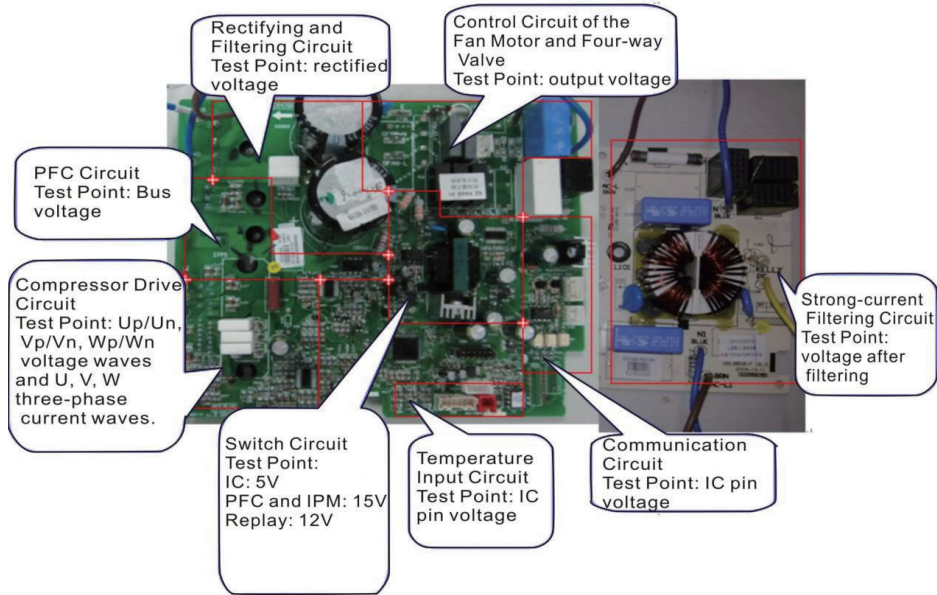 Rectifying and
Filtering Circuit
Test Point: rectified
voltage
Control Circuit of the
Fan Motor and Four-way
Valve
Test Point: output voltage
PFC Circuit
Test Point: Bus
voltage
Compressor Drive
Circuit
Test Point: Up/Un,
Vp/Vn, Wp/Wn
voltage waves
and U, V, W
three-phase
current waves.
Switch Circuit
Test Point:
IC: 5V
PFC and IPM: 15V
Replay: 12V
Temperature
Input Circuit
Test Point: IC
pin voltage
Communication
Circuit
Test Point: IC pin
voltage
Strong-current
Filtering Circuit
Test Point:
voltage after
filtering
N1
BLUE